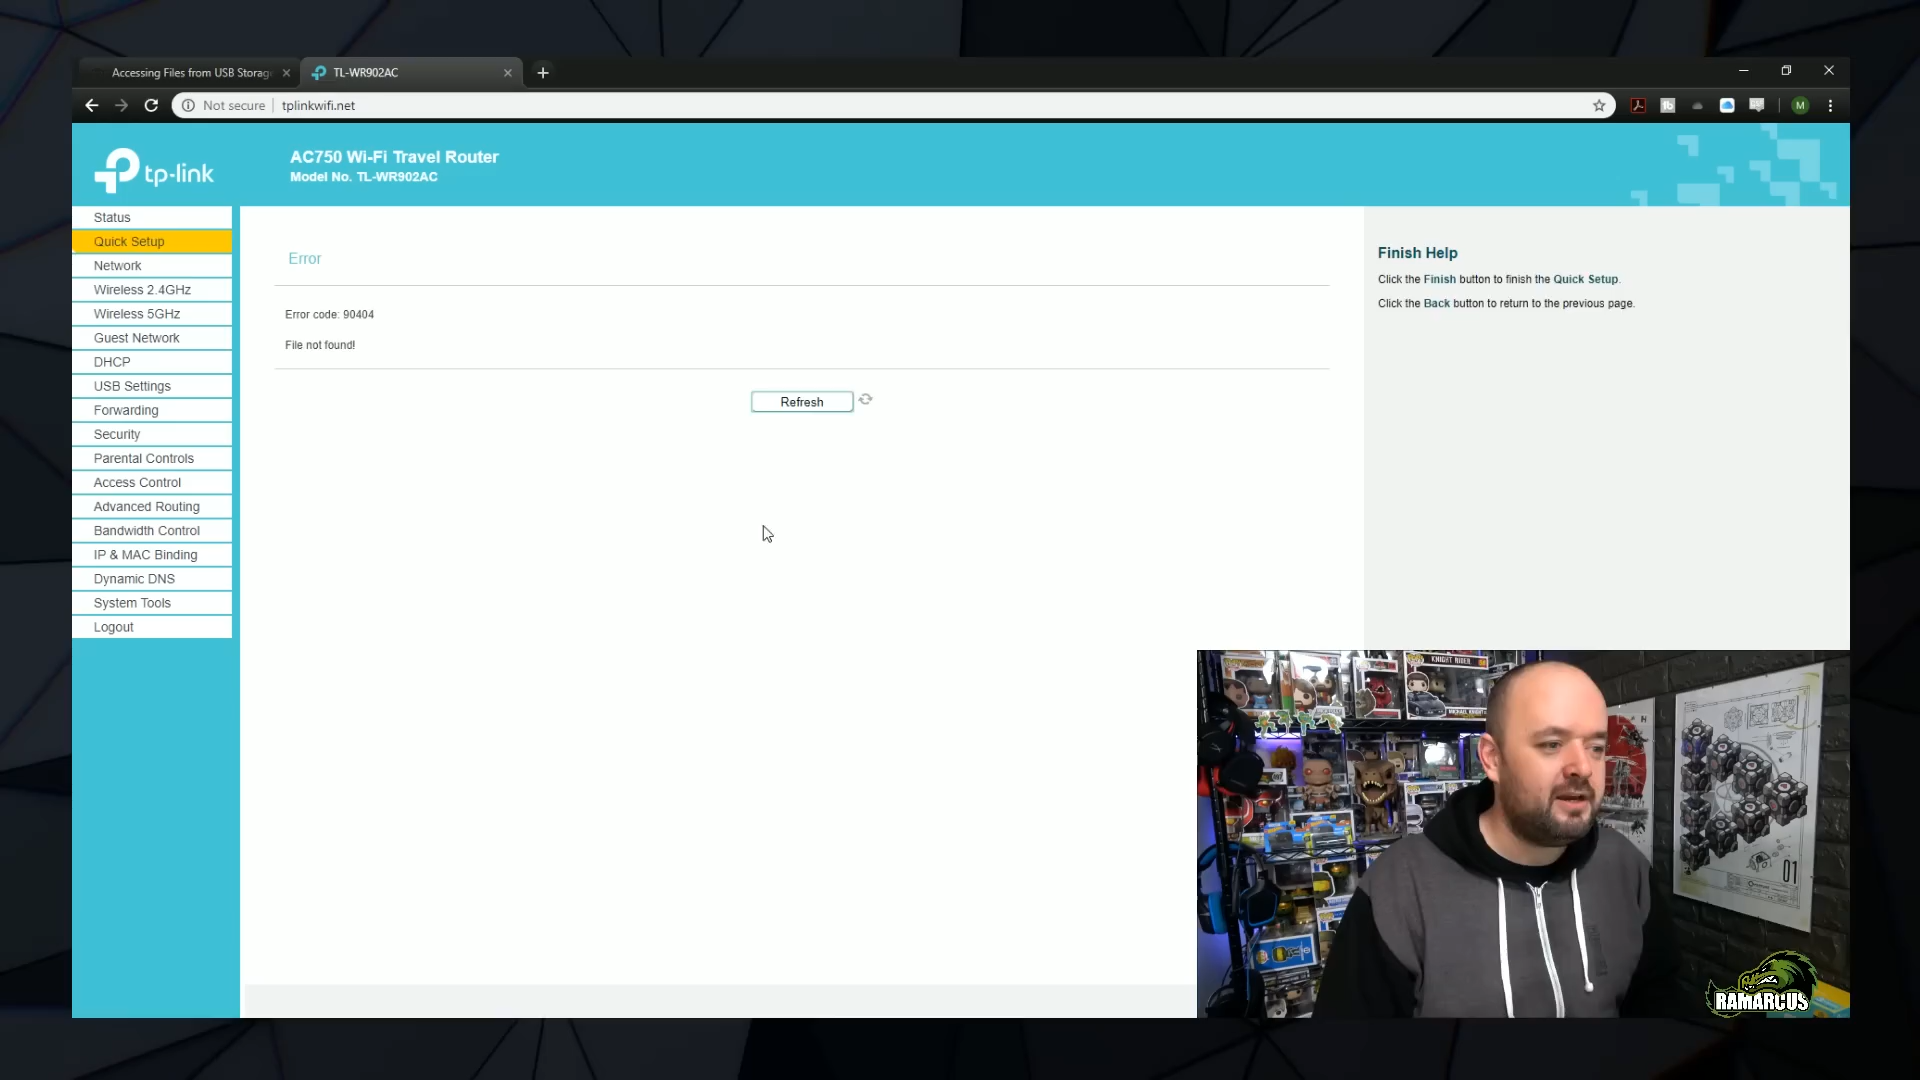 Accessing Files from USB Storag
TL-WR902AC
Not secure
tplinkwifi.net
M
tp-link
AC750 Wi-Fi Travel Router
Model No. TL-WR902AC
Status
Quick Setup
Network
Wireless 2.4GHz
Wireless 5GHz
Guest Network
DHCP
USB Settings
Forwarding
Security
Parental Controls
Access Control
Advanced Routing
Bandwidth Control
IP & MAC Binding
Dynamic DNS
System Tools
Logout
Error
Error code: 90404
File not found!
Refresh
Finish Help
Click the Finish button to finish the Quick Setup.
Click the Back button to return to the previous page.
KNIGHT RIDER
01
RAMARCUS